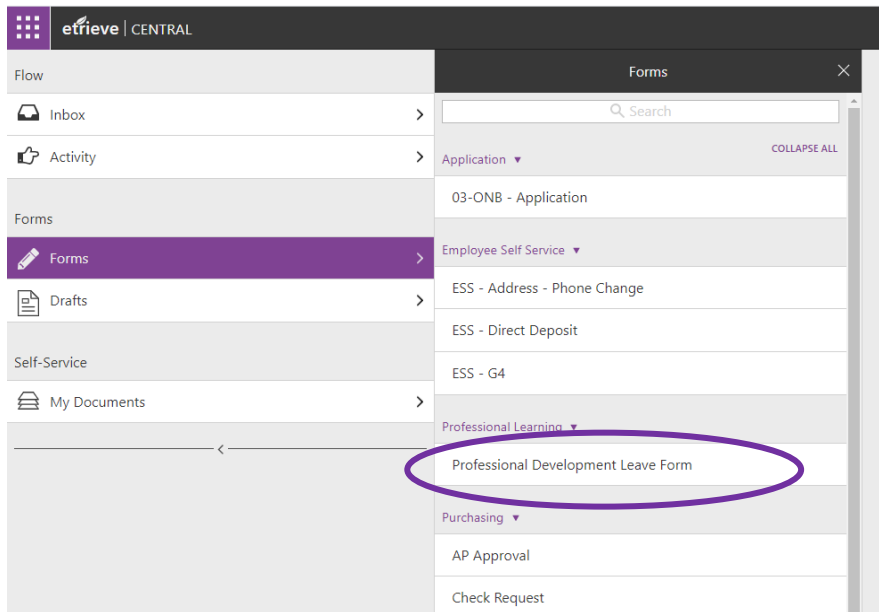 etrieve | CENTRAL
Flow
Inbox
Activity
Forms
Forms
Drafts
Self-Service
My Documents
Forms
Search
COLLAPSE ALL
Application
03-ONB - Application
Employee Self Service
ESS - Address - Phone Change
ESS - Direct Deposit
ESS - G4
Professional Learning
Professional Development Leave Form
Purchasing
AP Approval
Check Request